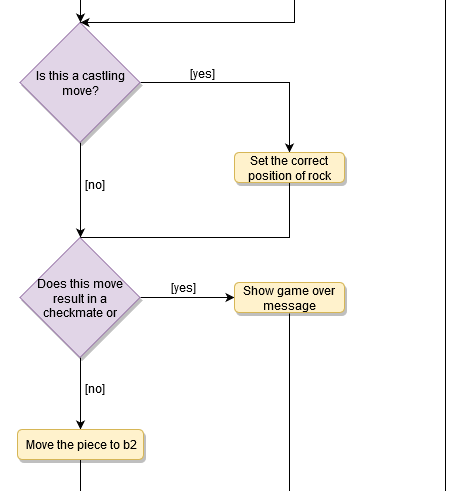 Is this a castling
move?
[yes]
Set the correct
position of rock
[no]
Does this move
result in a
checkmate or
[yes]
Show game over
message
[no]
Move the piece to b2